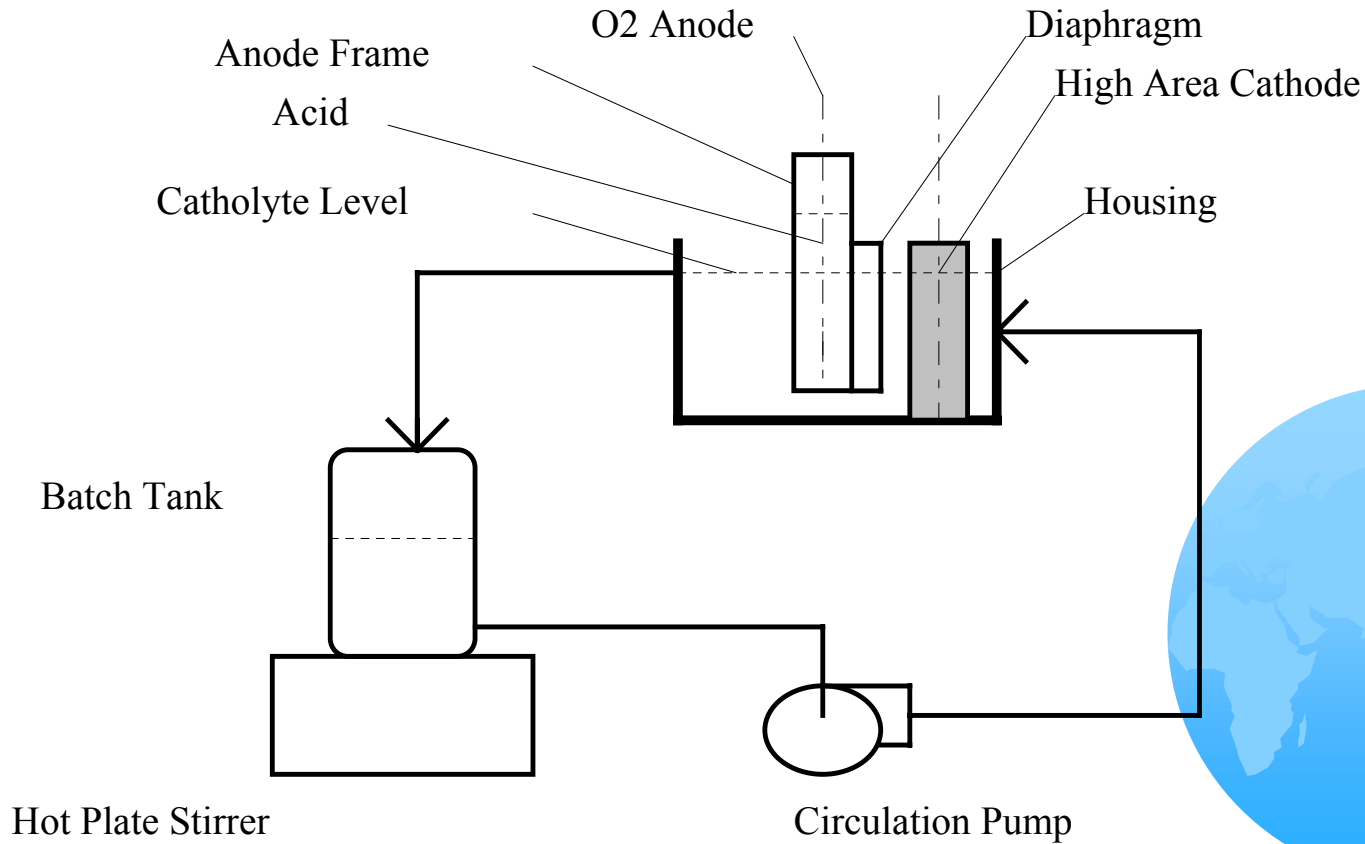 O2 Anode
Diaphragm
Anode Frame
High Area Cathode
Acid
Catholyte Level
Housing
Batch Tank
Hot Plate Stirrer
Circulation Pump